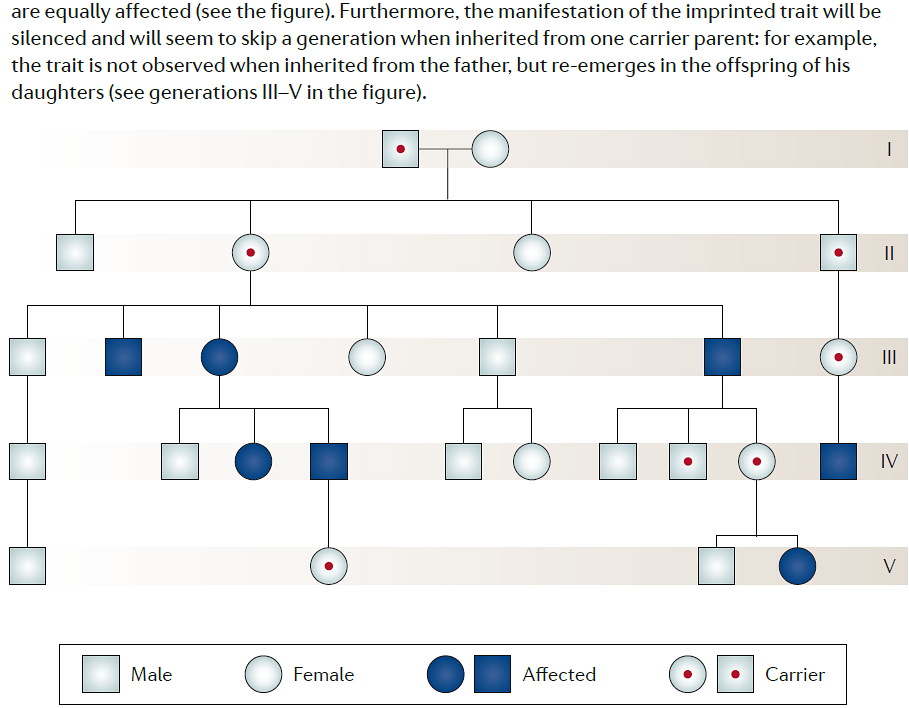 are equally affected (see the figure). Furthermore, the manifestation of the imprinted trait will be
silenced and will seem to skip a generation when inherited from one carrier parent: for example,
the trait is not observed when inherited from the father, but re-emerges in the offspring of his
daughters (see generations III–V in the figure).
I
II
III
IV
V
Male Female Affected Carrier